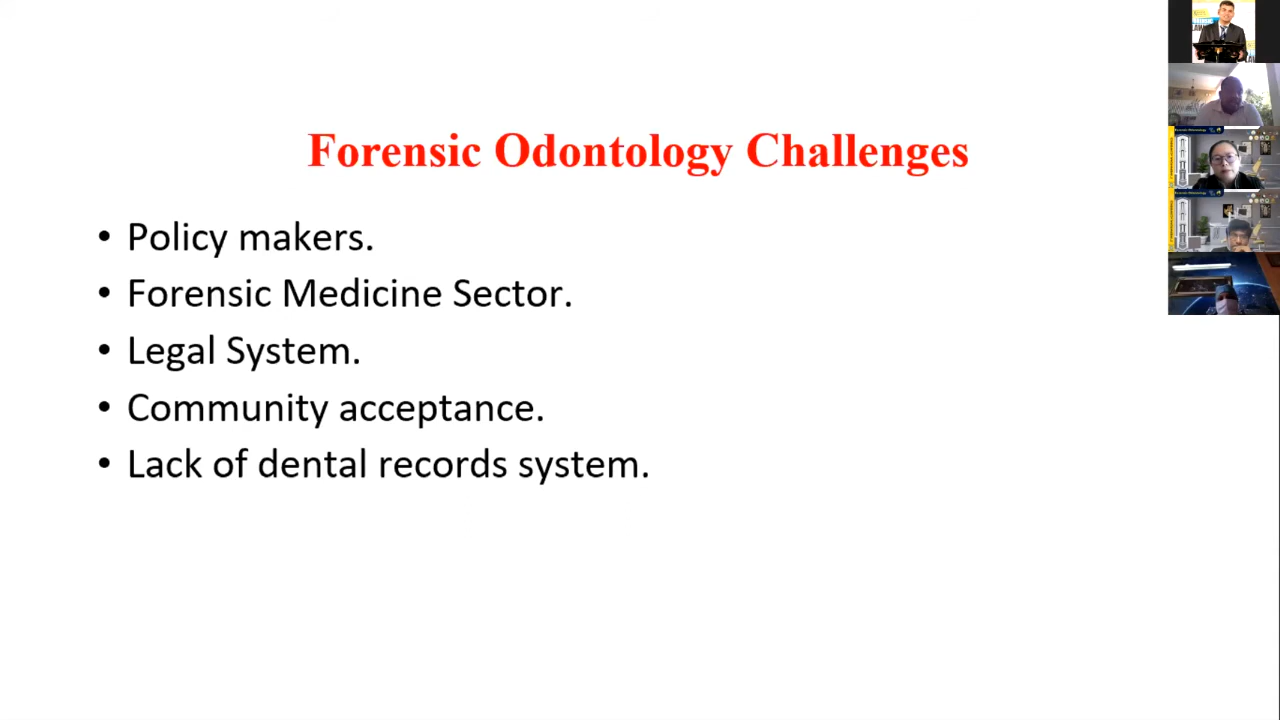 Forensic Odontology Challenges
• Policy makers.
• Forensic Medicine Sector.
• Legal System.
• Community acceptance.
• Lack of dental records system.